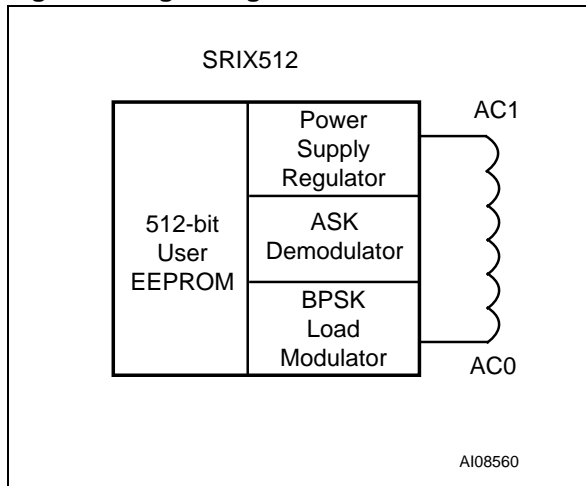 SRIX512
AC1
Power
Supply
Regulator
512-bit
User
EEPROM
ASK
Demodulator
BPSK
Load
Modulator
AC0
AI08560